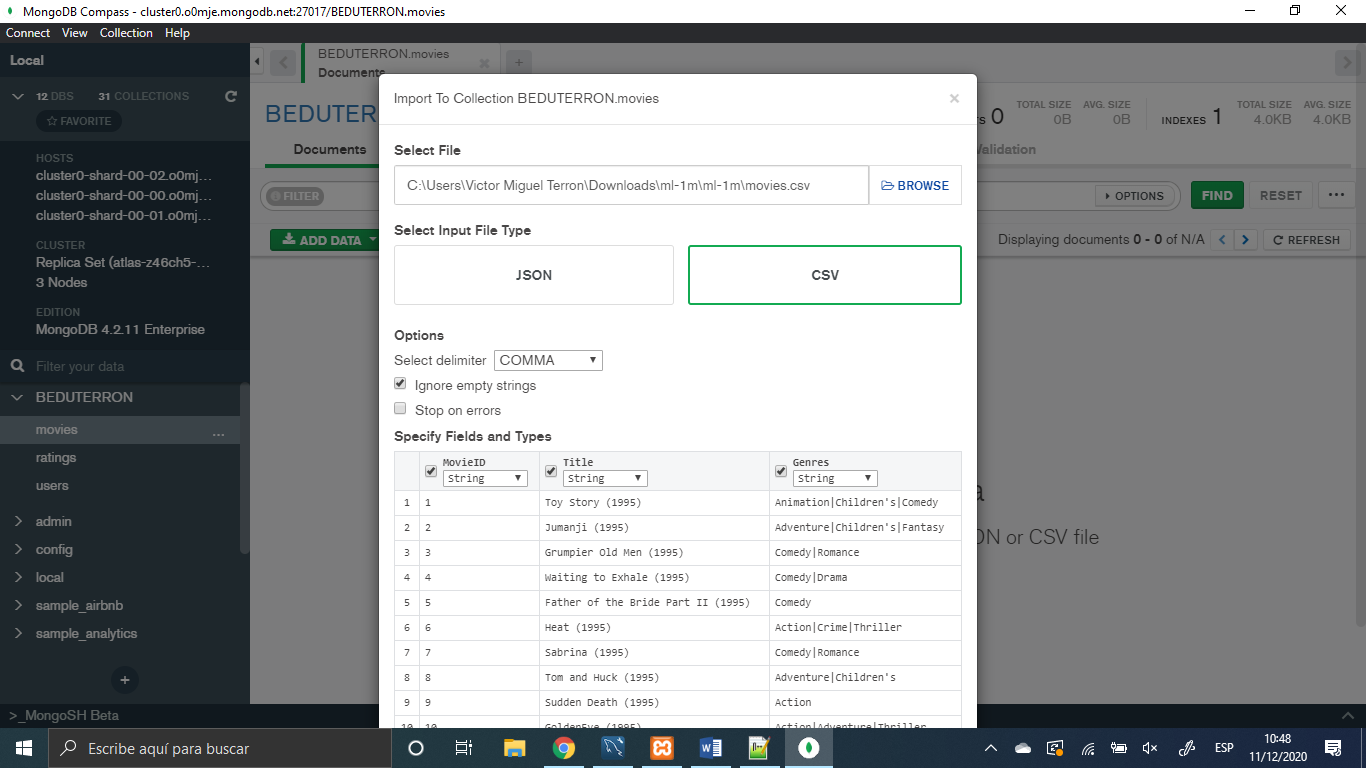 MongoDB Compass - cluster0.o0mje.mongodb.net:27017/BEDUTERRON.movies
Connect View Collection Help
Local
12 DBS 31 COLLECTIONS
FAVORITE
HOSTS
cluster0-shard-00-02.o0mj...
cluster0-shard-00-00.o0mj...
cluster0-shard-00-01.o0mj...
CLUSTER
Replica Set (atlas-z46ch5-...
3 Nodes
EDITION
MongoDB 4.2.11 Enterprise
Filter your data
BEDUTERRON
movies ...
ratings
users
admin
config
local
sample_airbnb
sample_analytics
+
>_MongoSH Beta
BEDUTERRON.movies
Documents
+
BEDUTER
S 0 TOTAL SIZE 0B AVG. SIZE 0B INDEXES 1 TOTAL SIZE 4.0KB AVG. SIZE 4.0KB
Documents
Validation
FILTER
OPTIONS FIND RESET ...
ADD DATA
Displaying documents 0 - 0 of N/A < > REFRESH
a
ON or CSV file
Import To Collection BEDUTERRON.movies ×
Select File
C:\Users\Victor Miguel Terron\Downloads\ml-1m\ml-1m\movies.csv BROWSE
Select Input File Type
JSON CSV
Options
Select delimiter COMMA
Ignore empty strings
Stop on errors
Specify Fields and Types
MovieID Title Genres
String String String
1 1 Toy Story (1995) Animation|Children's|Comedy
2 2 Jumanji (1995) Adventure|Children's|Fantasy
3 3 Grumpier Old Men (1995) Comedy|Romance
4 4 Waiting to Exhale (1995) Comedy|Drama
5 5 Father of the Bride Part II (1995) Comedy
6 6 Heat (1995) Action|Crime|Thriller
7 7 Sabrina (1995) Comedy|Romance
8 8 Tom and Huck (1995) Adventure|Children's
9 9 Sudden Death (1995) Action
10 10 GoldenEye (1995) Action|Adventure|Thriller
Escribe aquí para buscar
ESP
10:48
11/12/2020